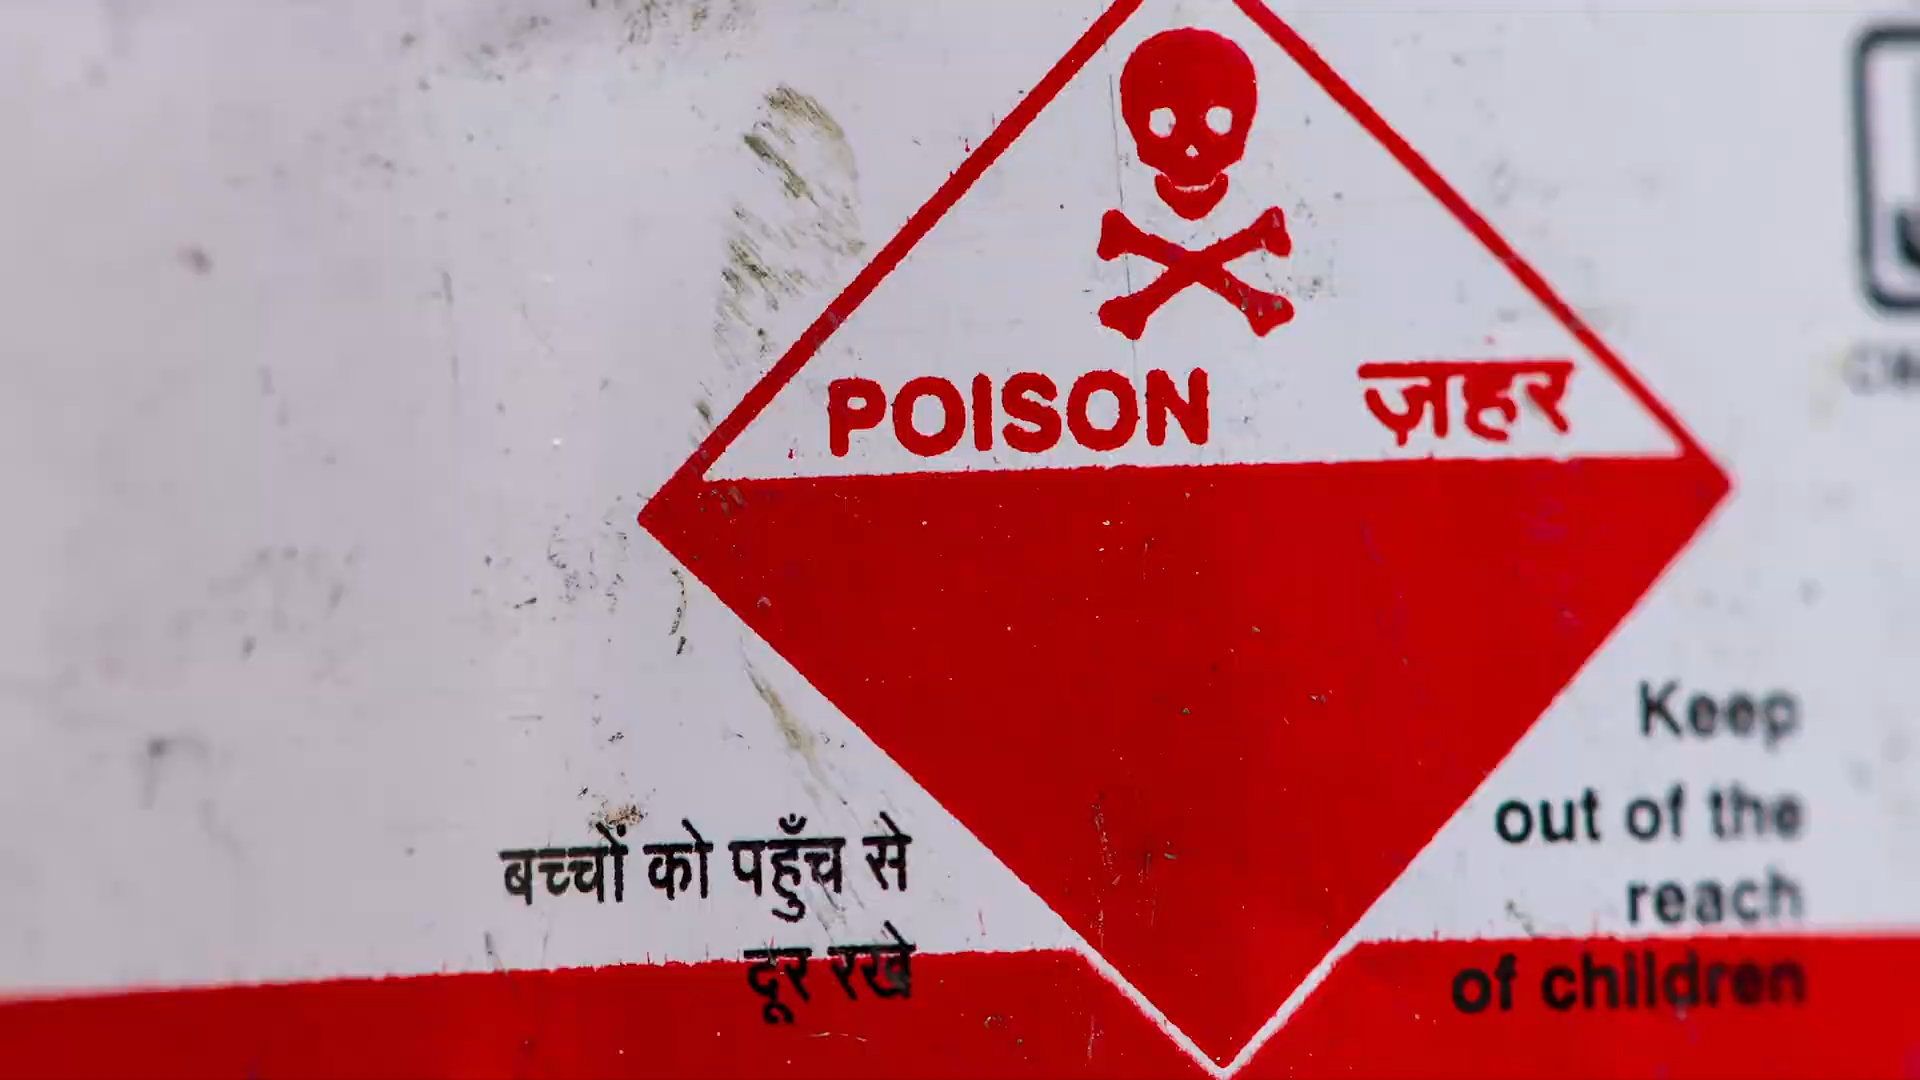 POISON ज़हर
बच्चों को पहुँच से
दूर रखे
Keep
out of the
reach
of children